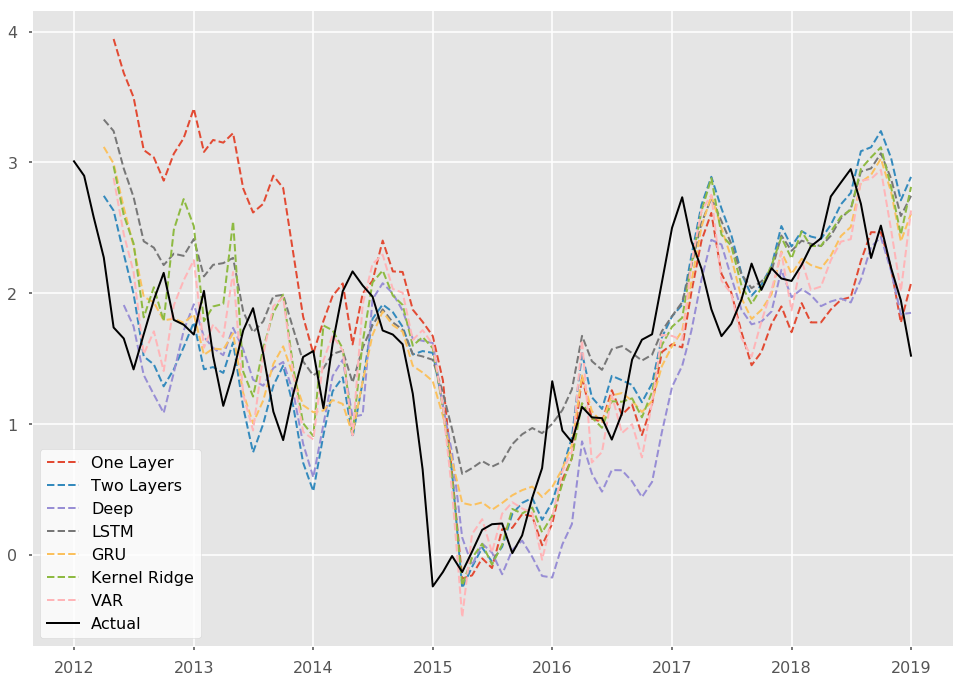 4
3
2
1
0
One Layer
Two Layers
Deep
LSTM
GRU
Kernel Ridge
VAR
Actual
2012 2013 2014 2015 2016 2017 2018 2019